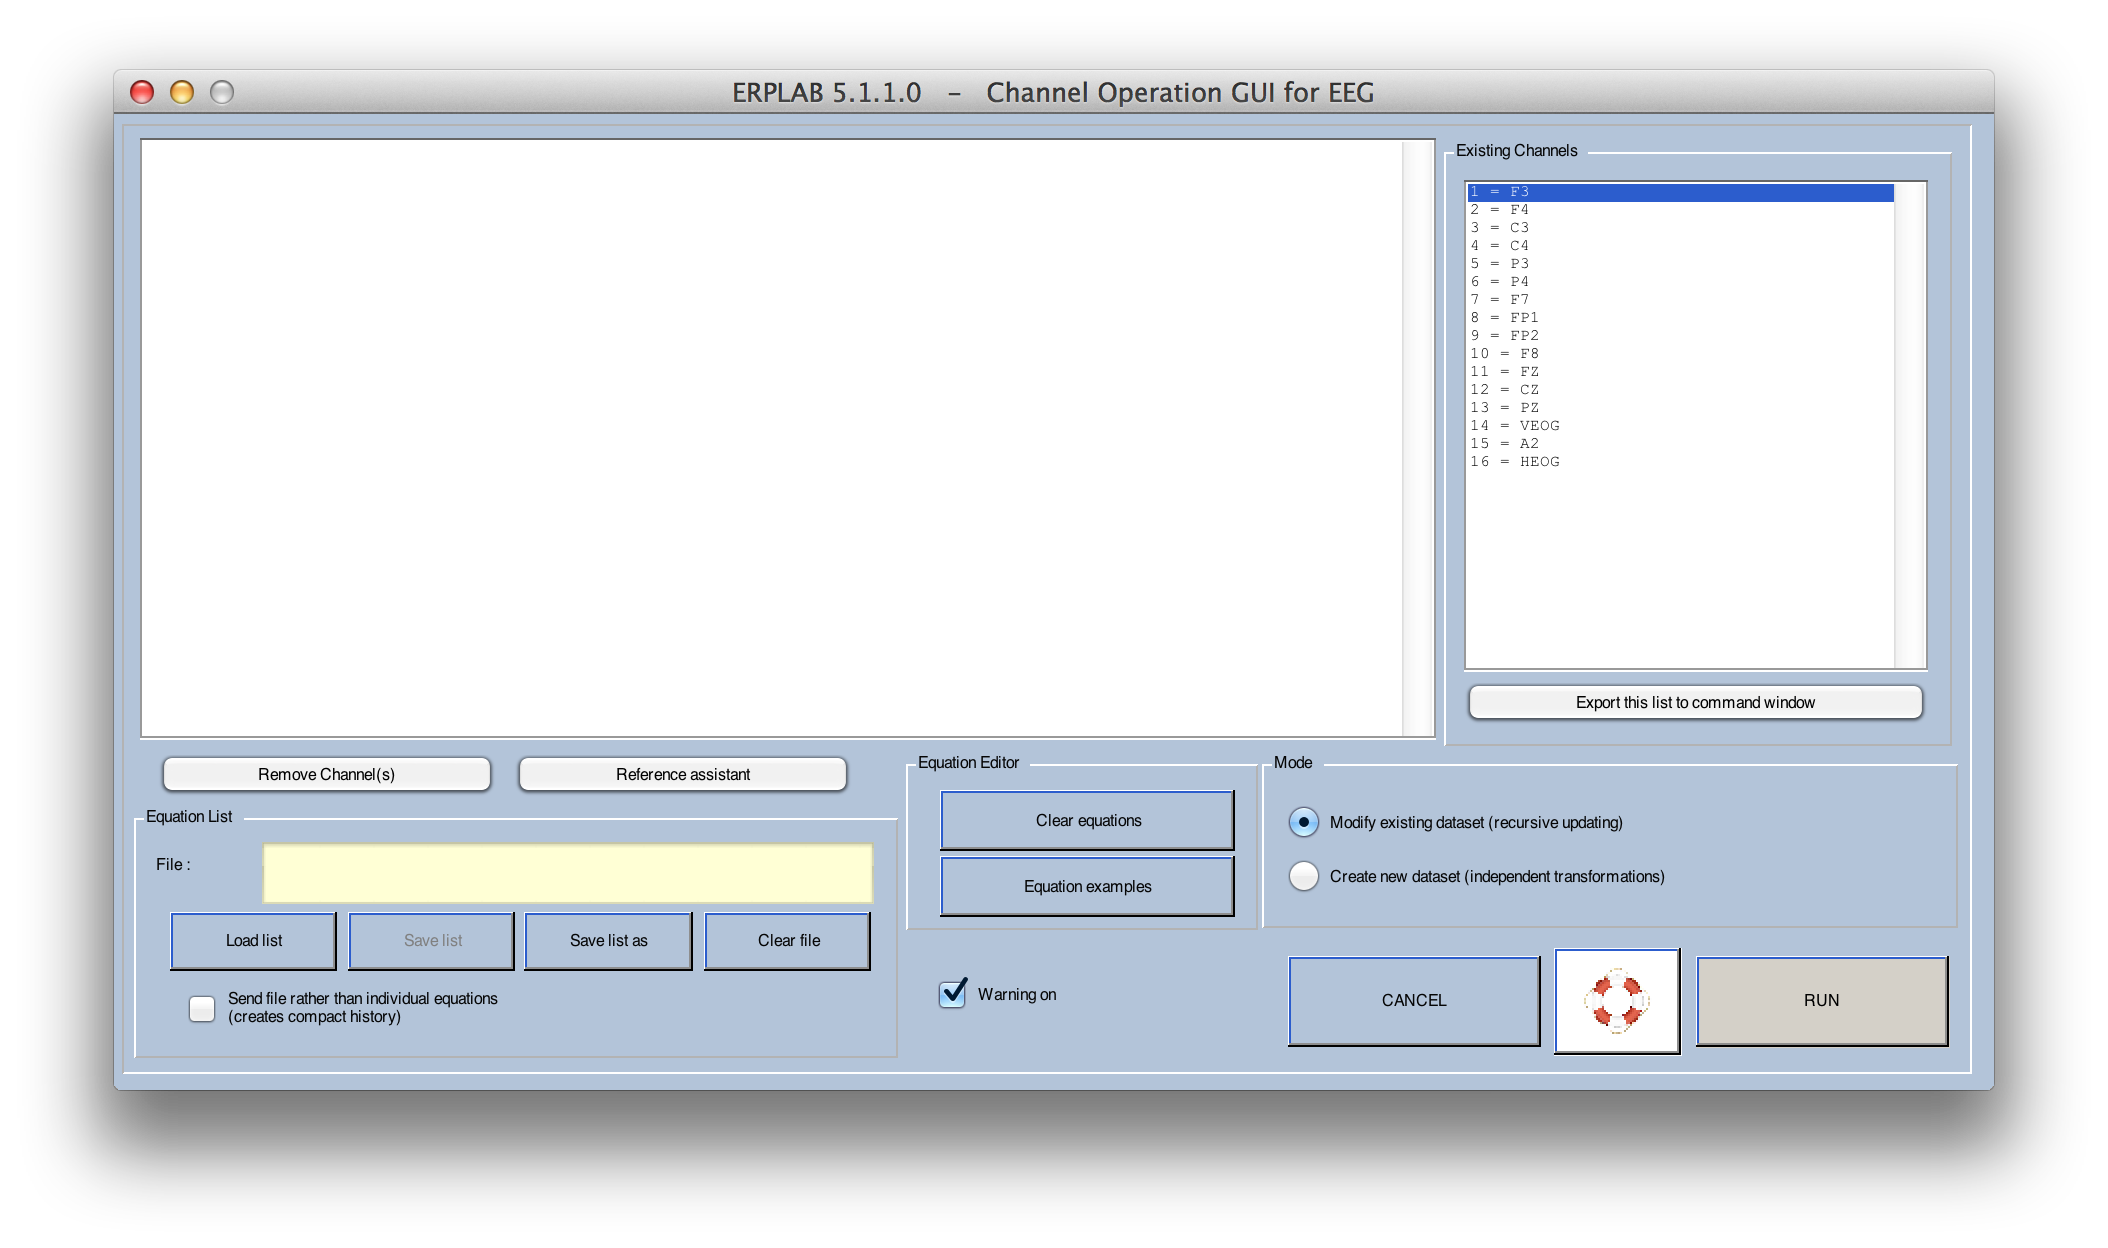 ERPLAB 5.1.1.0 - Channel Operation GUI for EEG
Existing Channels
1 = F3
2 = F4
3 = C3
4 = C4
5 = P3
6 = P4
7 = F7
8 = FP1
9 = FP2
10 = F8
11 = FZ
12 = CZ
13 = PZ
14 = VEOG
15 = A2
16 = HEOG
Export this list to command window
Remove Channel(s)
Reference assistant
Equation List
File :
Load list
Save list
Save list as
Clear file
Send file rather than individual equations
(creates compact history)
Equation Editor
Clear equations
Equation examples
Warning on
Mode
Modify existing dataset (recursive updating)
Create new dataset (independent transformations)
CANCEL
RUN